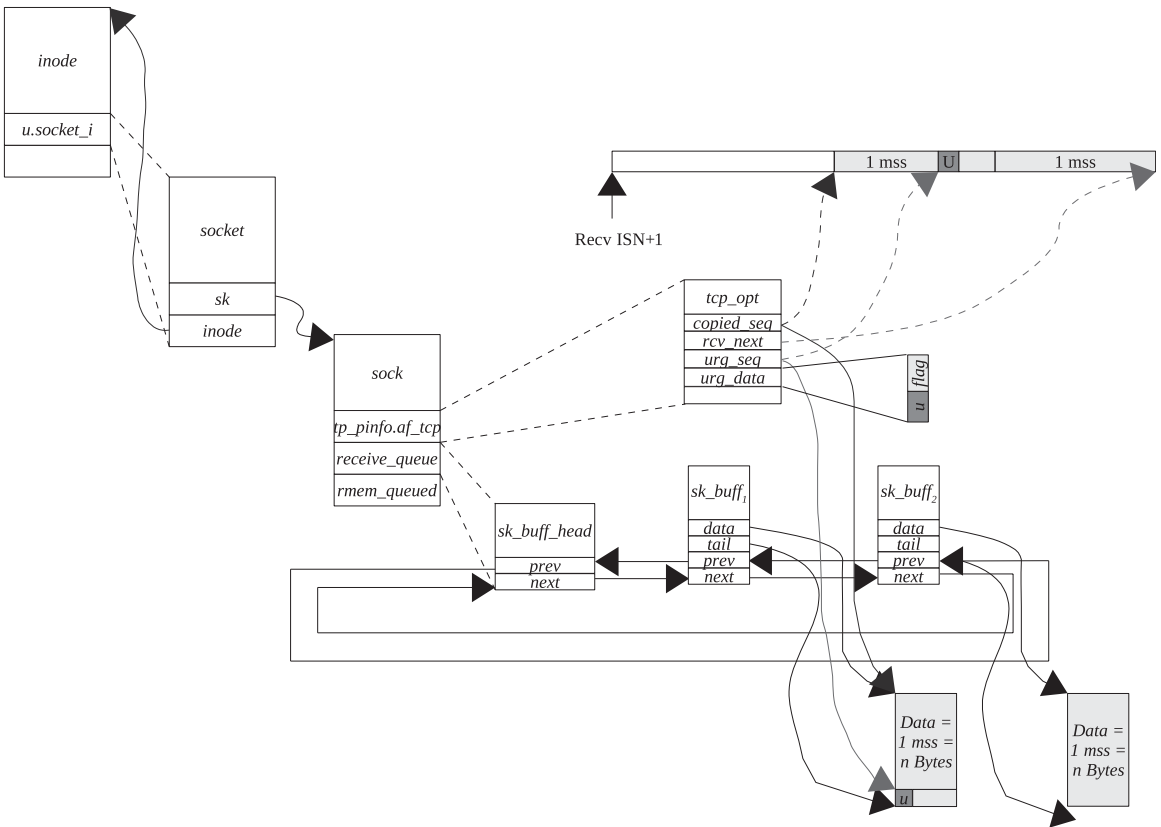 inode
u.socket_i
socket
sk
inode
1 mss
U
1 mss
Recv ISN+1
tcp_opt
copied_seq
rcv_next
urg_seq
urg_data
flag
u
sock
tp_pinfo.af_tcp
receive_queue
rmem_queued
sk_buff_head
prev
next
sk_buff1
data
tail
prev
next
sk_buff2
data
tail
prev
next
Data =
1 mss =
n Bytes
u
Data =
1 mss =
n Bytes